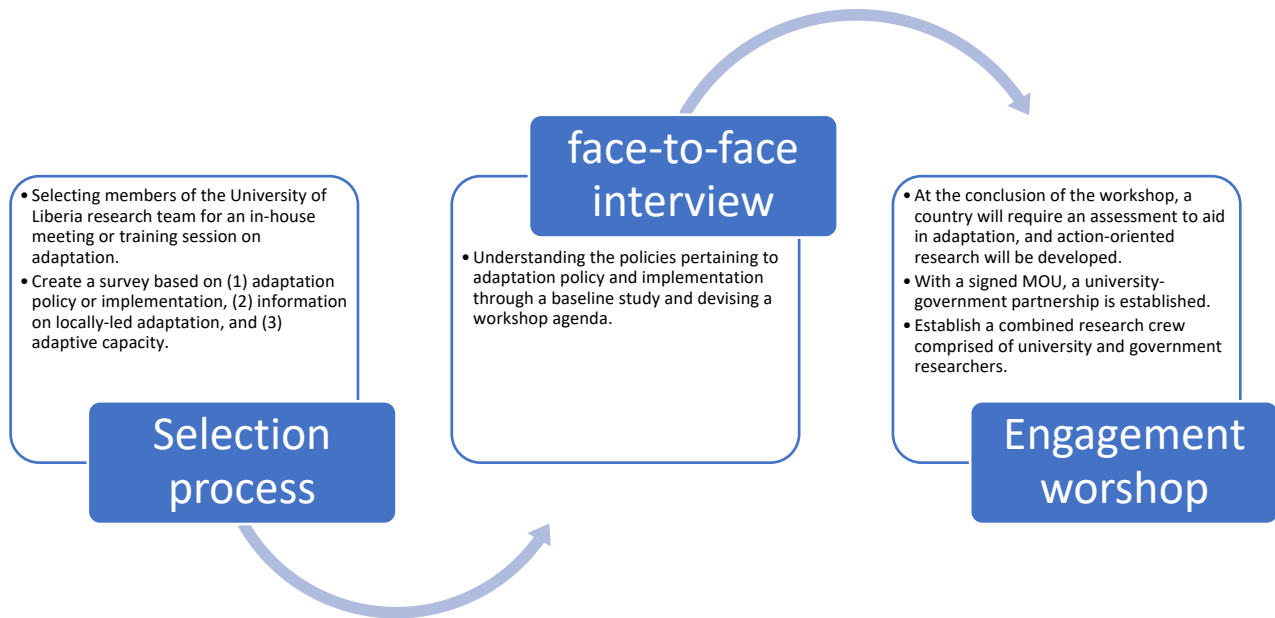 • Selecting members of the University of
Liberia research team for an in-house
meeting or training session on
adaptation.
• Create a survey based on (1) adaptation
policy or implementation, (2) information
on locally-led adaptation, and (3)
adaptive capacity.
Selection
process
face-to-face
interview
• Understanding the policies pertaining to
adaptation policy and implementation
through a baseline study and devising a
workshop agenda.
• At the conclusion of the workshop, a
country will require an assessment to aid
in adaptation, and action-oriented
research will be developed.
• With a signed MOU, a university-
government partnership is established.
• Establish a combined research crew
comprised of university and government
researchers.
Engagement
worshop